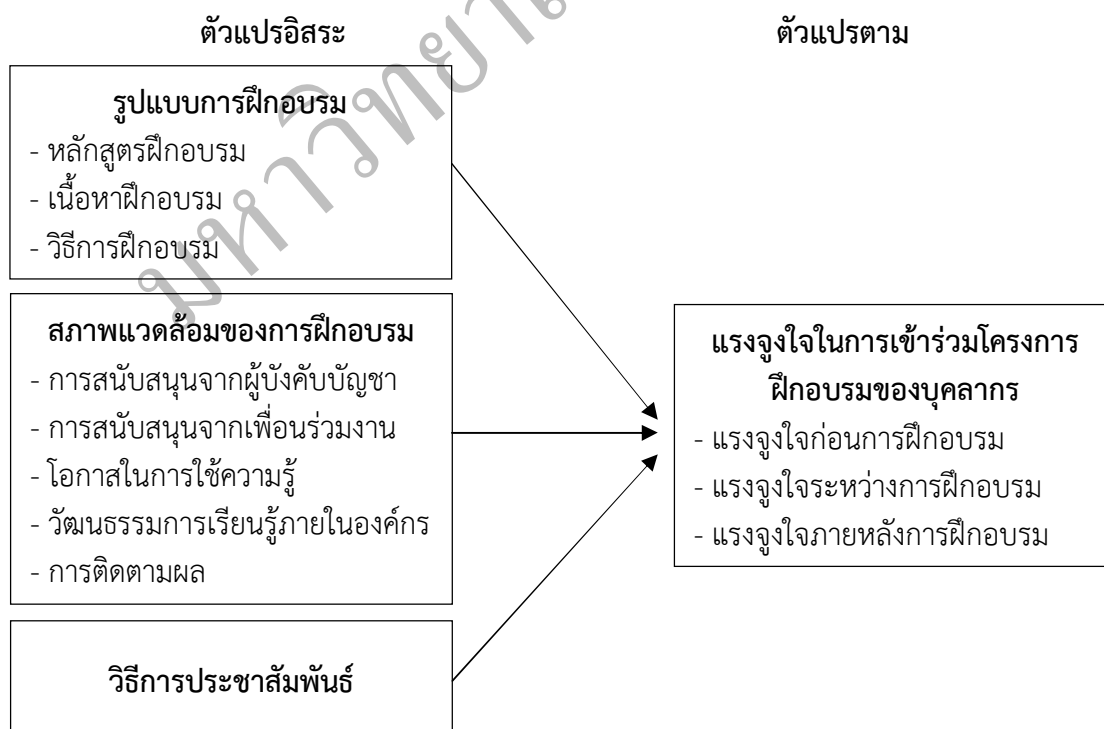 ตัวแปรอิสระ
ตัวแปรตาม
รูปแบบการฝึกอบรม
- หลักสูตรฝึกอบรม
- เนื้อหาฝึกอบรม
- วิธีการฝึกอบรม
สภาพแวดล้อมของการฝึกอบรม
- การสนับสนุนจากผู้บังคับบัญชา
- การสนับสนุนจากเพื่อนร่วมงาน
- โอกาสในการใช้ความรู้
- วัฒนธรรมการเรียนรู้ภายในองค์กร
- การติดตามผล
วิธีการประชาสัมพันธ์
แรงจูงใจในการเข้าร่วมโครงการ
ฝึกอบรมของบุคลากร
- แรงจูงใจก่อนการฝึกอบรม
- แรงจูงใจระหว่างการฝึกอบรม
- แรงจูงใจภายหลังการฝึกอบรม